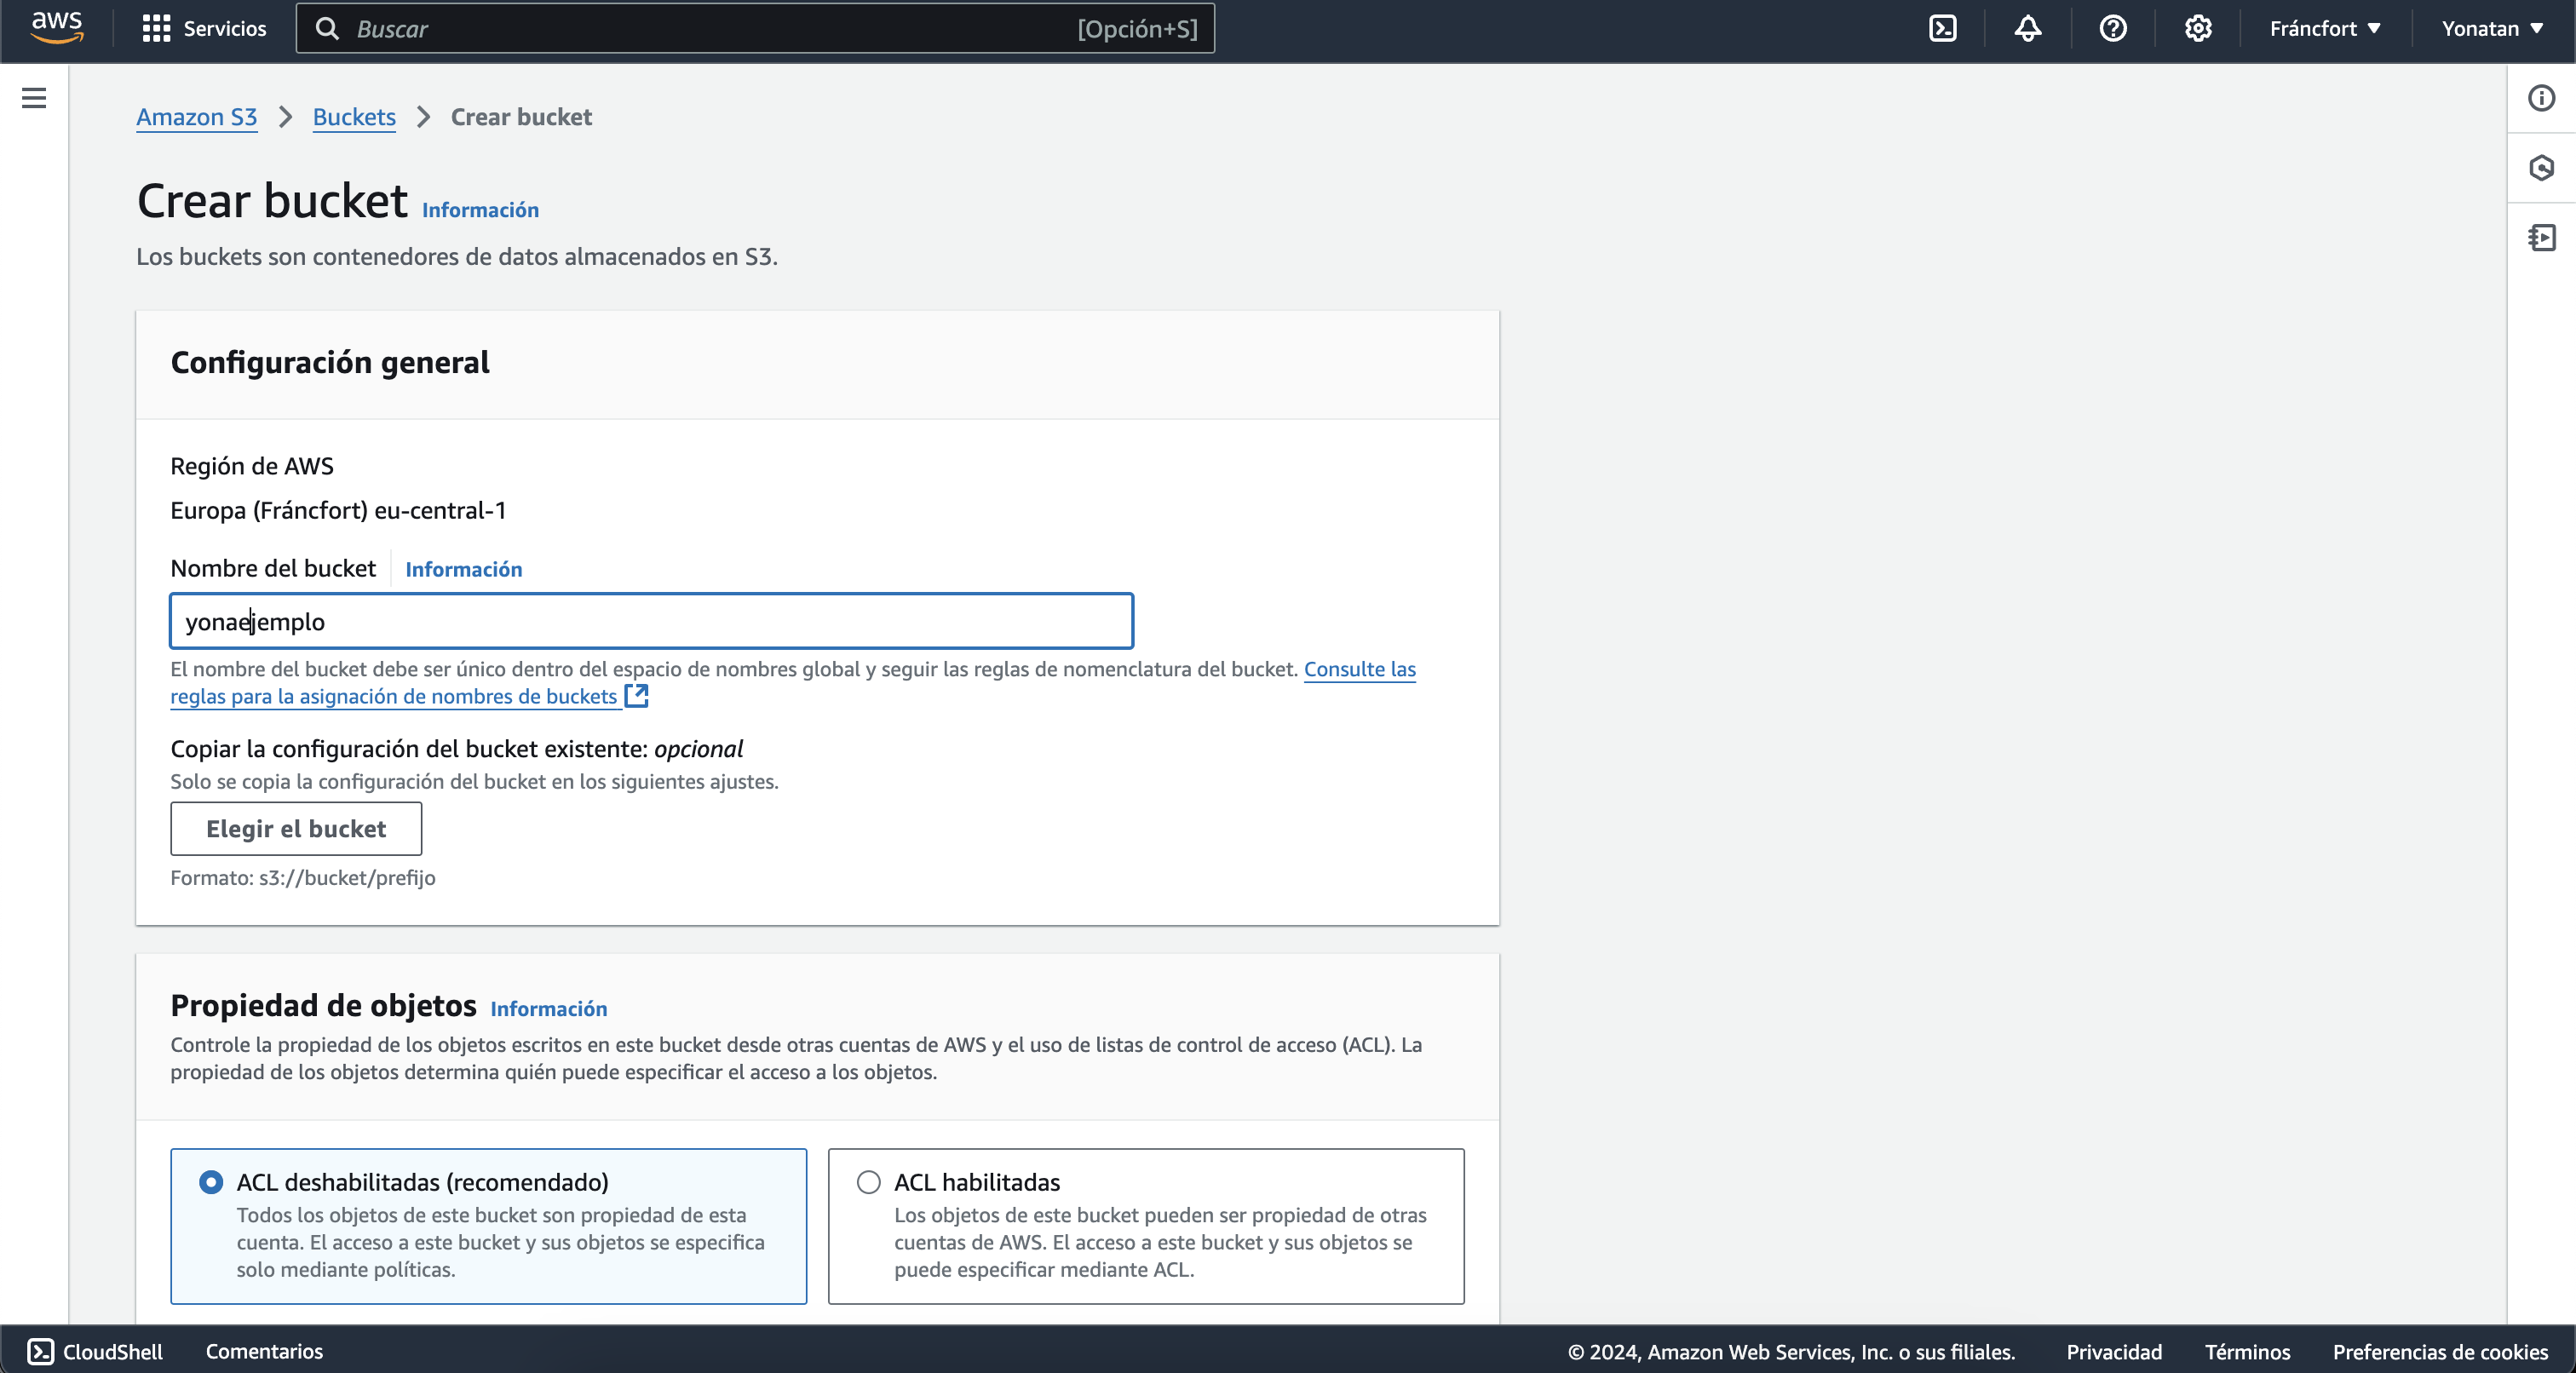 aws
Servicios
Buscar
[Opción+S]
Fráncfort
Yonatan
Amazon S3 > Buckets > Crear bucket
Crear bucket Información
Los buckets son contenedores de datos almacenados en S3.
Configuración general
Región de AWS
Europa (Fráncfort) eu-central-1
Nombre del bucket Información
yonaejemplo
El nombre del bucket debe ser único dentro del espacio de nombres global y seguir las reglas de nomenclatura del bucket. Consulte las
reglas para la asignación de nombres de buckets
Copiar la configuración del bucket existente: opcional
Solo se copia la configuración del bucket en los siguientes ajustes.
Elegir el bucket
Formato: s3://bucket/prefijo
Propiedad de objetos Información
Controle la propiedad de los objetos escritos en este bucket desde otras cuentas de AWS y el uso de listas de control de acceso (ACL). La
propiedad de los objetos determina quién puede especificar el acceso a los objetos.
ACL deshabilitadas (recomendado)
Todos los objetos de este bucket son propiedad de esta
cuenta. El acceso a este bucket y sus objetos se especifica
solo mediante políticas.
ACL habilitadas
Los objetos de este bucket pueden ser propiedad de otras
cuentas de AWS. El acceso a este bucket y sus objetos se
puede especificar mediante ACL.
CloudShell
Comentarios
© 2024, Amazon Web Services, Inc. o sus filiales.
Privacidad
Términos
Preferencias de cookies